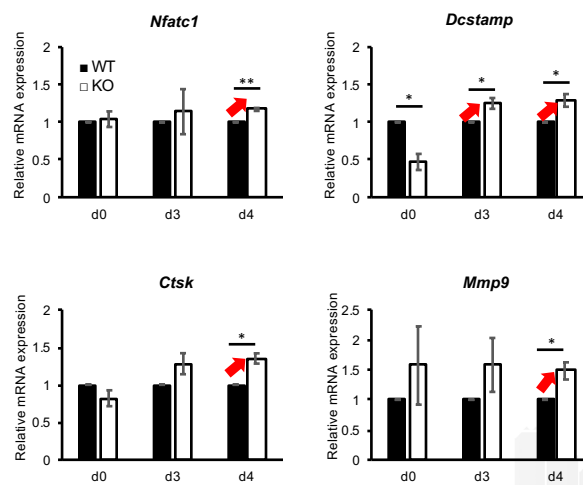 Nfatc1
Relative mRNA expression
2
1.5
1
0.5
0
WT
KO
**
d0
d3
d4
Dcstamp
Relative mRNA expression
2
1.5
1
0.5
0
*
*
*
d0
d3
d4
Ctsk
Relative mRNA expression
2
1.5
1
0.5
0
*
d0
d3
d4
Mmp9
Relative mRNA expression
2.5
2
1.5
1
0.5
0
*
d0
d3
d4